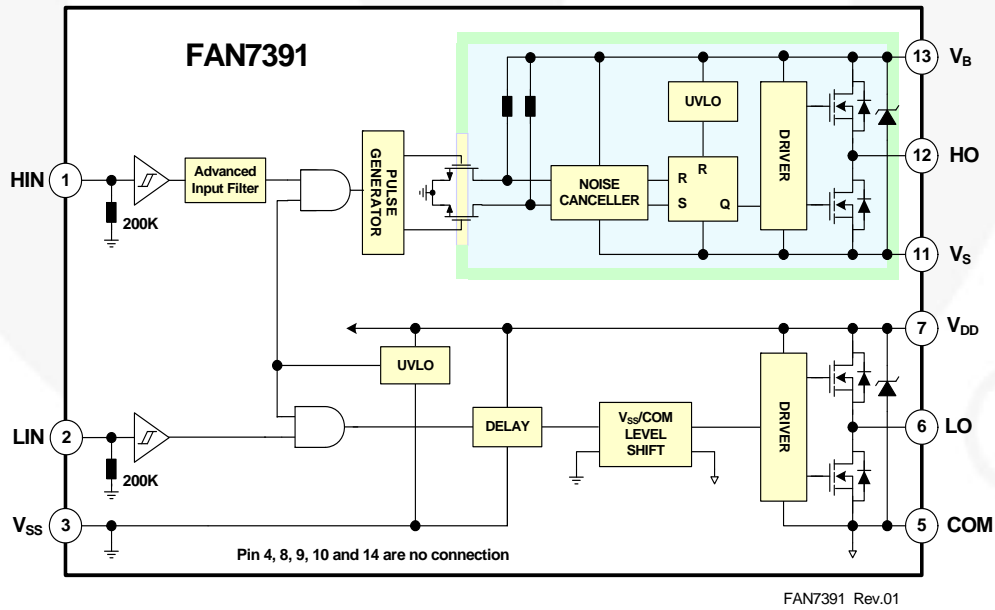 FAN7391
13 VB
UVLO
DRIVER
HIN 1
Advanced
Input Filter
PULSE
GENERATOR
NOISE
CANCELLER
R
R
S
Q
12 HO
200K
11 VS
7 VDD
UVLO
LIN 2
DELAY
VSS/COM
LEVEL
SHIFT
DRIVER
6 LO
200K
VSS 3
5 COM
Pin 4, 8, 9, 10 and 14 are no connection
FAN7391 Rev.01